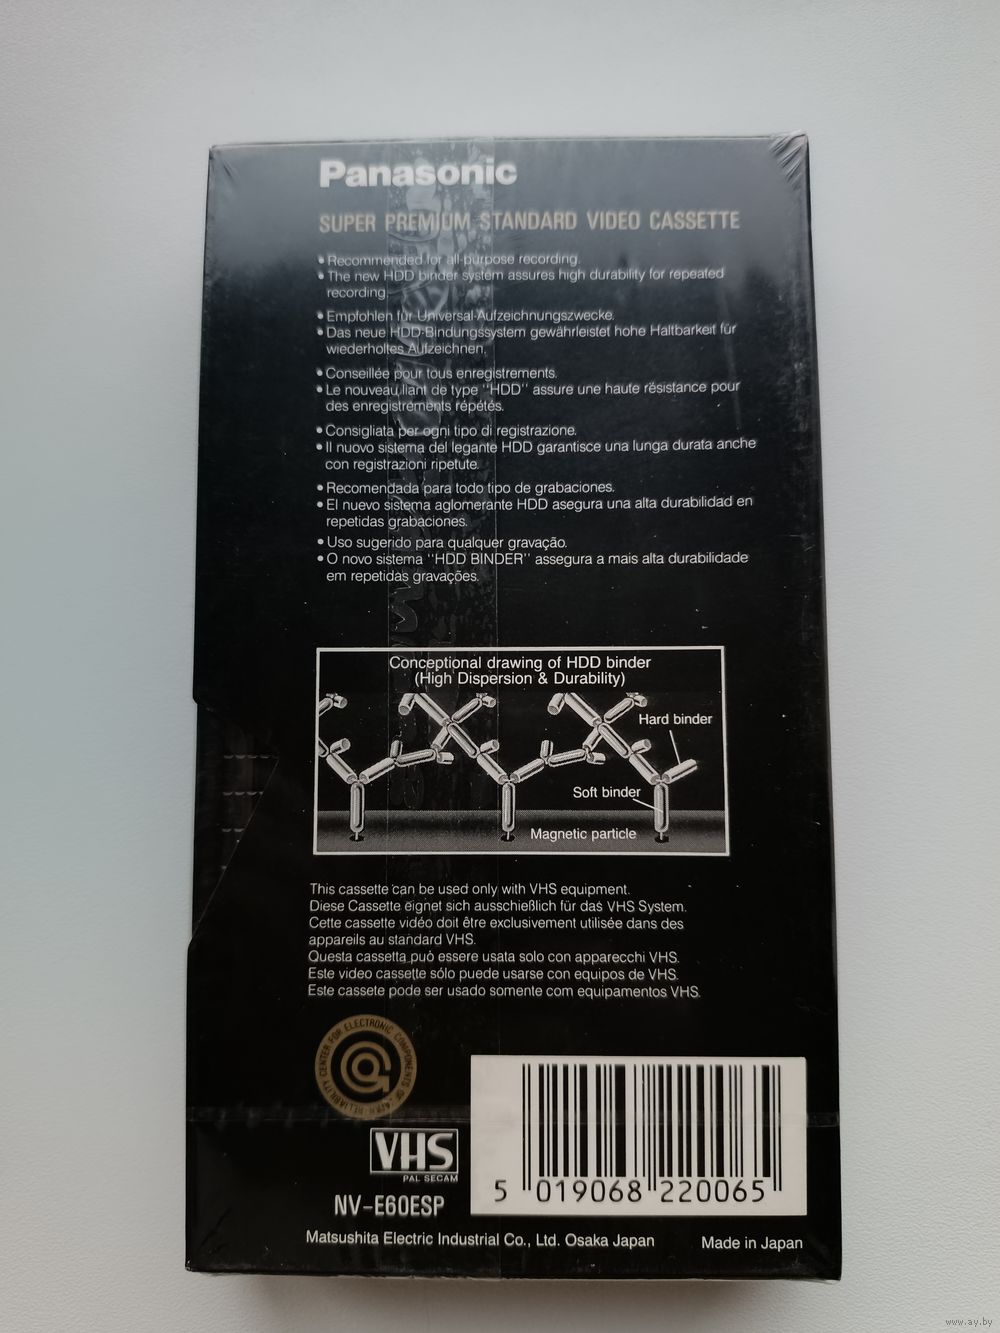 Panasonic
SUPER PREMIUM STANDARD VIDEO CASSETTE
• Recommended for all-purpose recording.
• The new HDD binder system assures high durability for repeated
recording.
• Empfohlen für Universal-Aufzeichnungszwecke.
• Das neue HDD-Bindungssystem gewährleistet hohe Haltbarkeit für
wiederholtes Aufzeichnen.
• Conseillée pour tous enregistrements.
• Le nouveau liant de type "HDD" assure une haute résistance pour
des enregistrements répétés.
• Consigliata per ogni tipo di registrazione.
• Il nuovo sistema del legante HDD garantisce una lunga durata anche
con registrazioni ripetute.
• Recomendada para todo tipo de grabaciones.
• El nuevo sistema aglomerante HDD asegura una alta durabilidad en
repetidas grabaciones.
• Uso sugerido para qualquer gravação.
• O novo sistema "HDD BINDER" assegura a mais alta durabilidade
em repetidas gravações.
Conceptional drawing of HDD binder
(High Dispersion & Durability)
Hard binder
Soft binder
Magnetic particle
This cassette can be used only with VHS equipment.
Diese Cassette eignet sich ausschießlich für das VHS System.
Cette cassette vidéo doit être exclusivement utilisée dans des
appareils au standard VHS.
Questa cassetta può essere usata solo con apparecchi VHS.
Este video cassette sólo puede usarse con equipos de VHS.
Este cassete pode ser usado somente com equipamentos VHS.
RELIABILITY CENTER FOR ELECTRONIC COMPONENTS OF JAPAN
VHS
PAL SECAM
NV-E60ESP
5 019068 220065
Matsushita Electric Industrial Co., Ltd. Osaka Japan
Made in Japan
www.ay.by